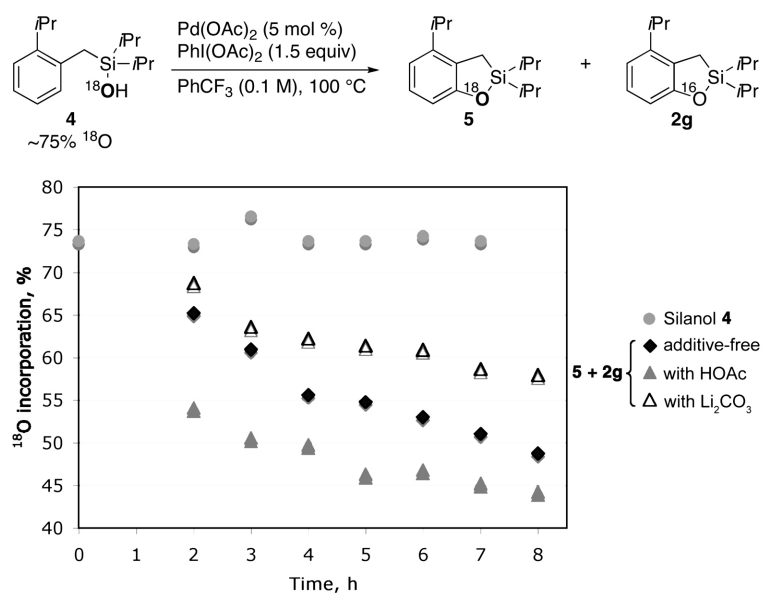 iPr
iPr
Si
iPr
18OH
4
~75% 18O
Pd(OAc)2 (5 mol %)
PhI(OAc)2 (1.5 equiv)
PhCF3 (0.1 M), 100 °C
iPr
iPr
Si
iPr
18
O
5
+
iPr
iPr
Si
iPr
16
O
2g
18O incorporation, %
80
75
70
65
60
55
50
45
40
0 1 2 3 4 5 6 7 8
Time, h
Silanol 4
5 + 2g
additive-free
with HOAc
with Li2CO3